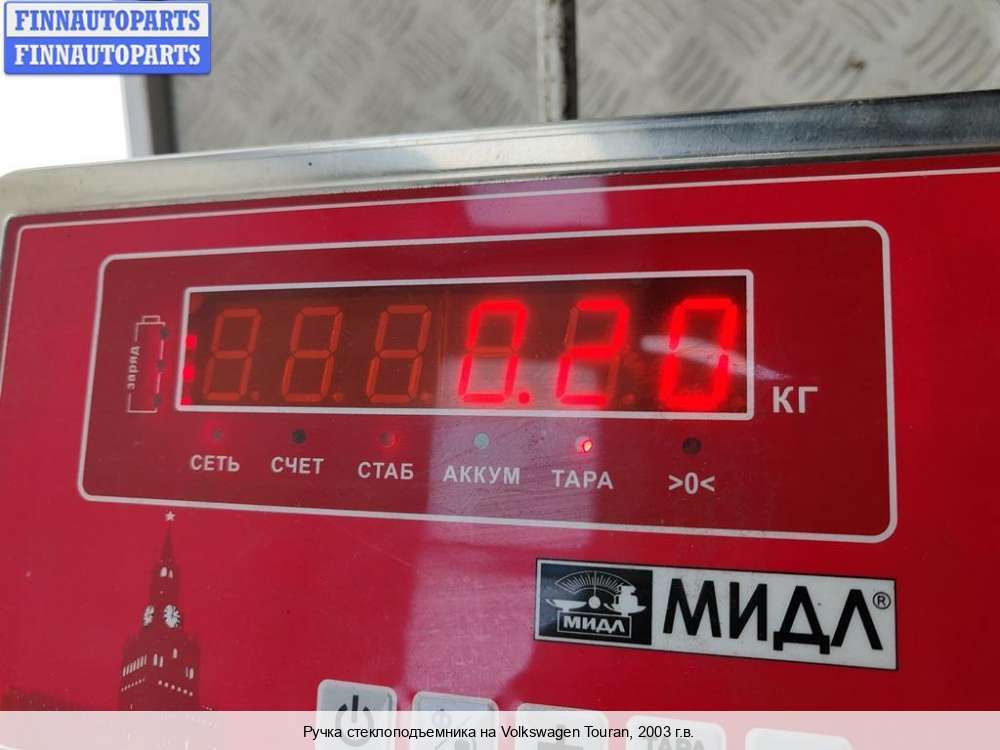 FINNAUTOPARTS
FINNAUTOPARTS
заряд
0.20
КГ
СЕТЬ СЧЕТ СТАБ АККУМ ТАРА >0<
МИДЛ МИДЛ®
ТАРА
Ручка стеклоподъемника на Volkswagen Touran, 2003 г.в.